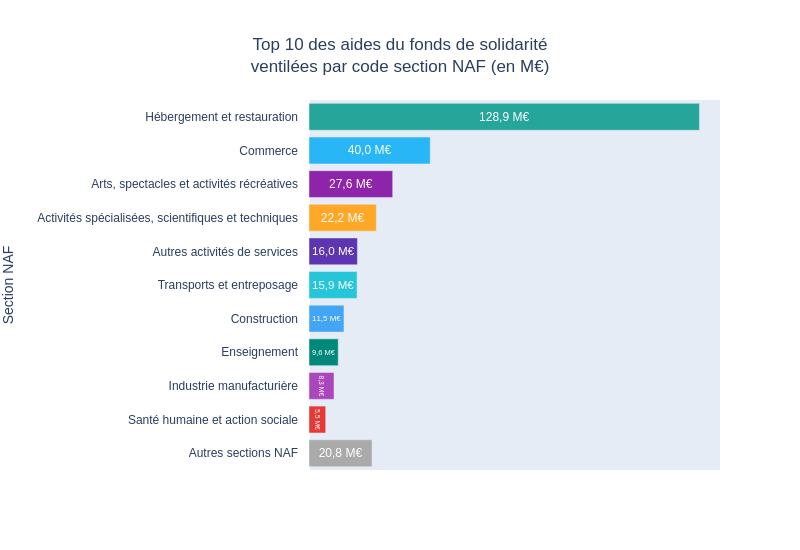 Top 10 des aides du fonds de solidarité
ventilées par code section NAF (en M€)
Section NAF
Hébergement et restauration 128,9 M€
Commerce 40,0 M€
Arts, spectacles et activités récréatives 27,6 M€
Activités spécialisées, scientifiques et techniques 22,2 M€
Autres activités de services 16,0 M€
Transports et entreposage 15,9 M€
Construction 11,5 M€
Enseignement 9,6 M€
Industrie manufacturière 8,3 M€
Santé humaine et action sociale 5,5 M€
Autres sections NAF 20,8 M€